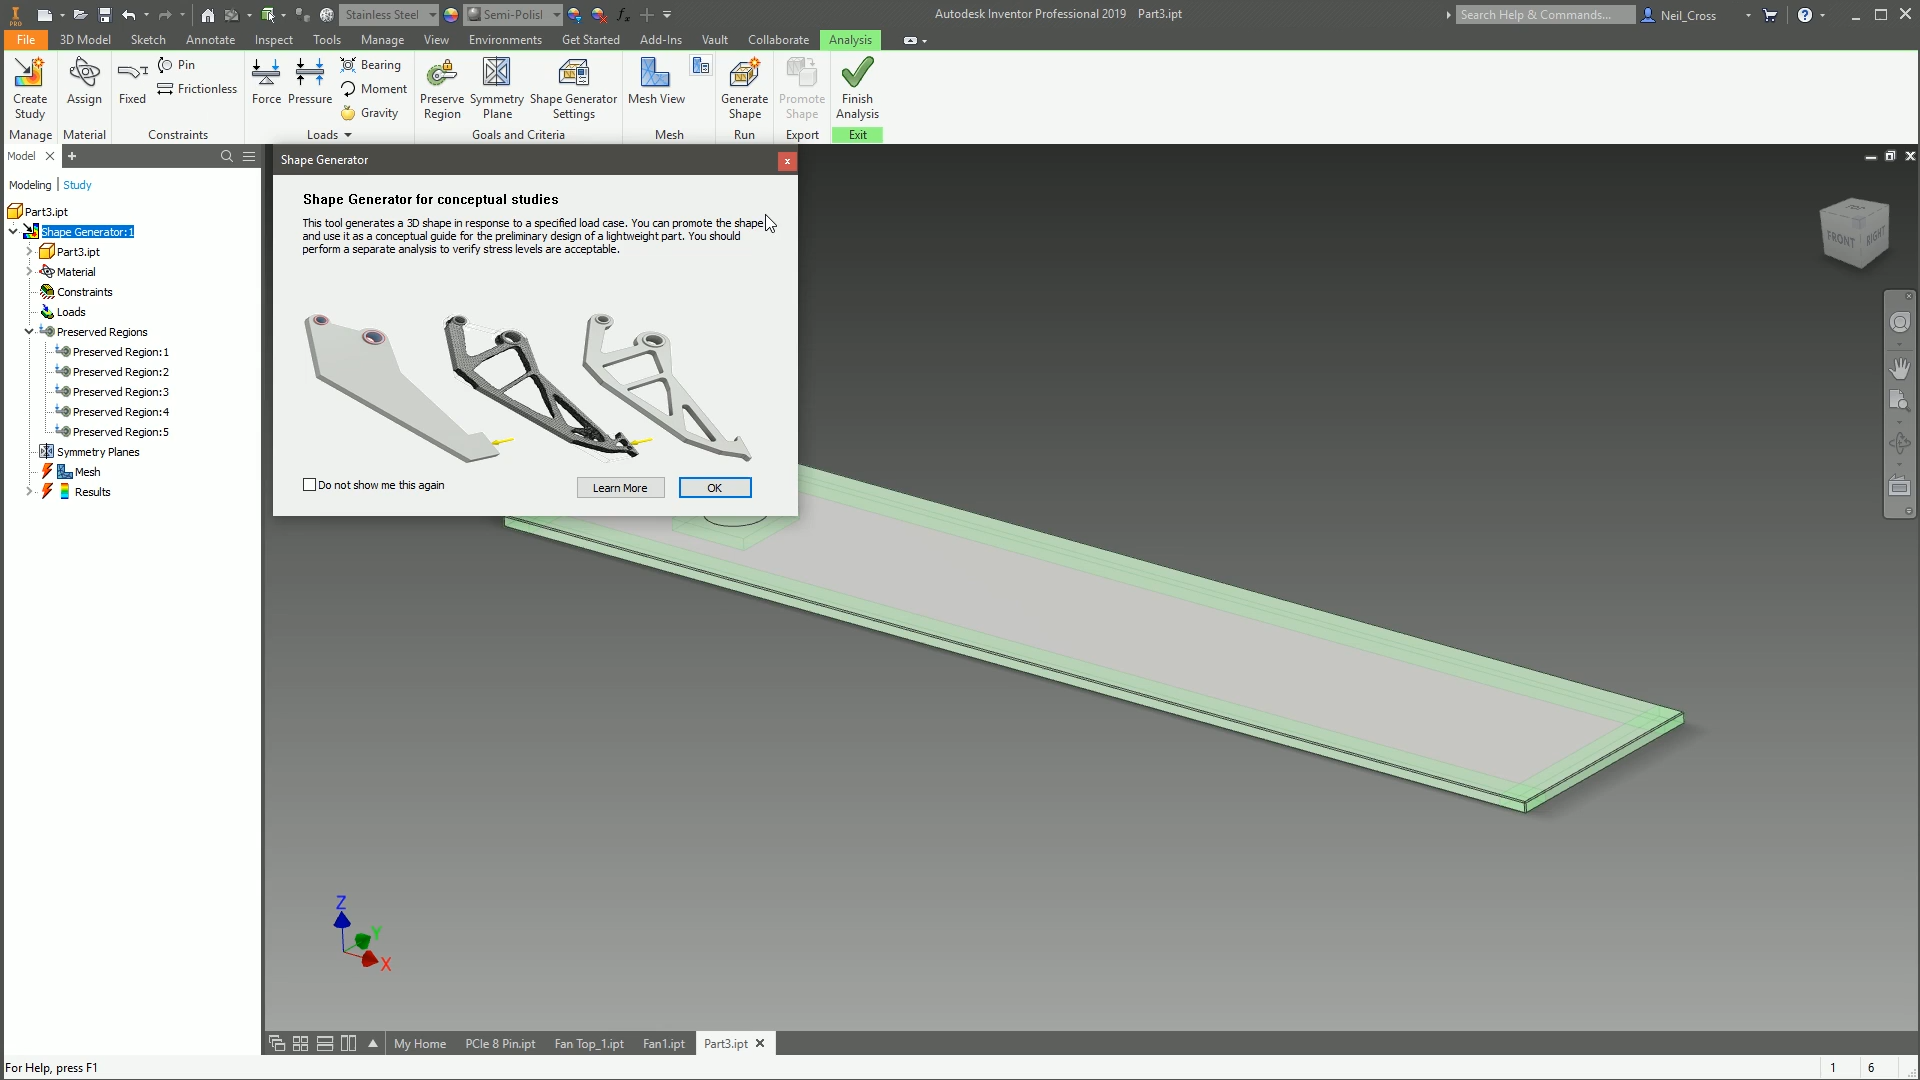 PRO
Stainless Steel
Semi-Polisl
Autodesk Inventor Professional 2019 Part3.ipt
Search Help & Commands...
Neil_Cross
File 3D Model Sketch Annotate Inspect Tools Manage View Environments Get Started Add-Ins Vault Collaborate Analysis
Create Study
Assign
Fixed
Pin
Frictionless
Force
Pressure
Bearing
Moment
Gravity
Preserve Region
Symmetry Plane
Shape Generator Settings
Mesh View
Generate Shape
Promote Shape
Finish Analysis
Manage Material Constraints Loads Goals and Criteria Mesh Run Export Exit
Model
Modeling Study
Part3.ipt
Shape Generator:1
Part3.ipt
Material
Constraints
Loads
Preserved Regions
Preserved Region:1
Preserved Region:2
Preserved Region:3
Preserved Region:4
Preserved Region:5
Symmetry Planes
Mesh
Results
Shape Generator
x
Shape Generator for conceptual studies
This tool generates a 3D shape in response to a specified load case. You can promote the shape
and use it as a conceptual guide for the preliminary design of a lightweight part. You should
perform a separate analysis to verify stress levels are acceptable.
Do not show me this again
Learn More
OK
TOP
FRONT
RIGHT
Z
Y
X
My Home PCIe 8 Pin.ipt Fan Top_1.ipt Fan1.ipt Part3.ipt
For Help, press F1
1 6